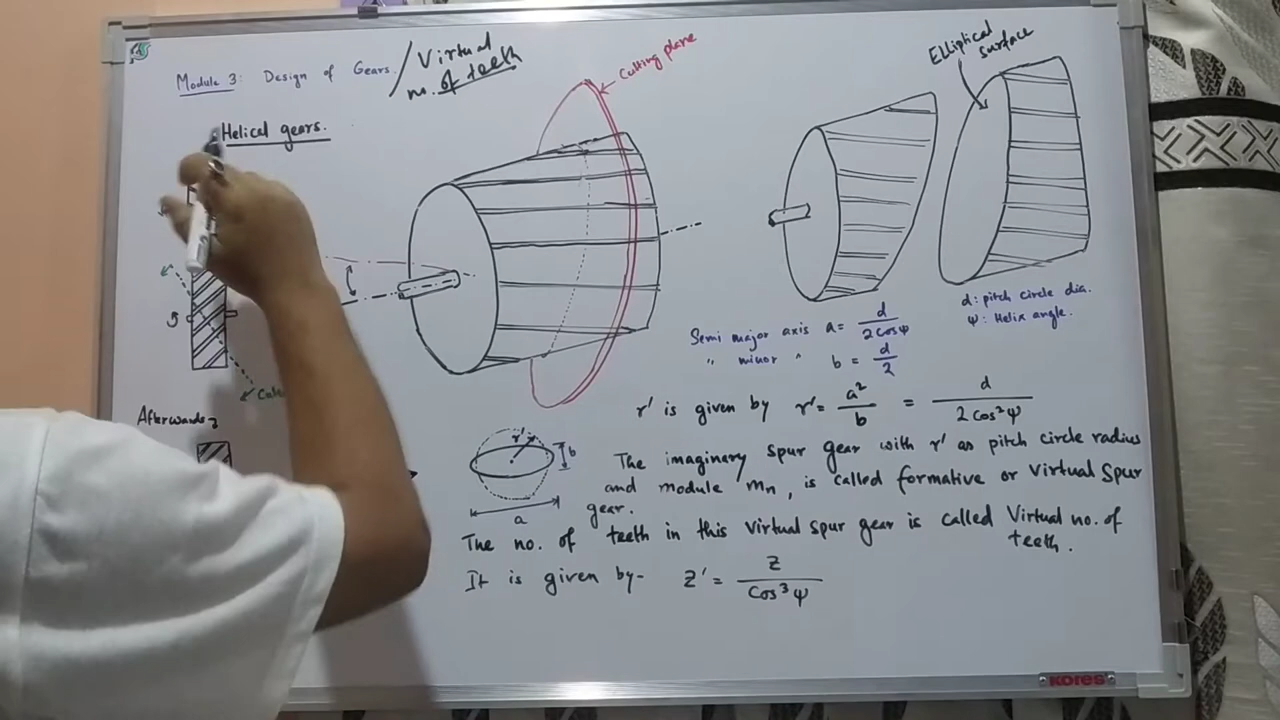 Module 3: Design of Gears. / Virtual
no. of teeth
Helical gears.
Cutting plane
Elliptical
surface
d: pitch circle dia.
ψ: Helix angle.
Semi major axis a = d/2cosψ
" minor " b = d/2
r' is given by r' = a²/b = d/2 cos²ψ
Afterwards
r'
b
a
The imaginary spur gear with r' as pitch circle radius
and module mn, is called formative or virtual spur
gear.
The no. of teeth in this virtual spur gear is called Virtual no. of
teeth.
It is given by- z' = z/cos³ψ
KORES